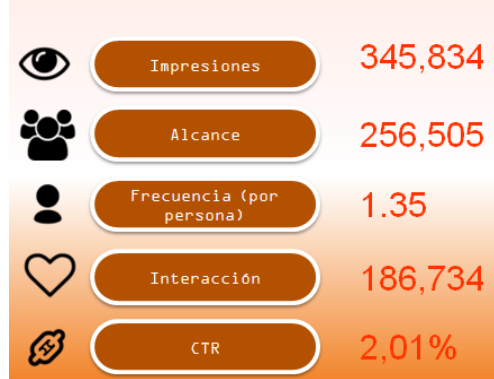 Impresiones 345,834
Alcance 256,505
Frecuencia (por
persona) 1.35
Interacción 186,734
CTR 2,01%